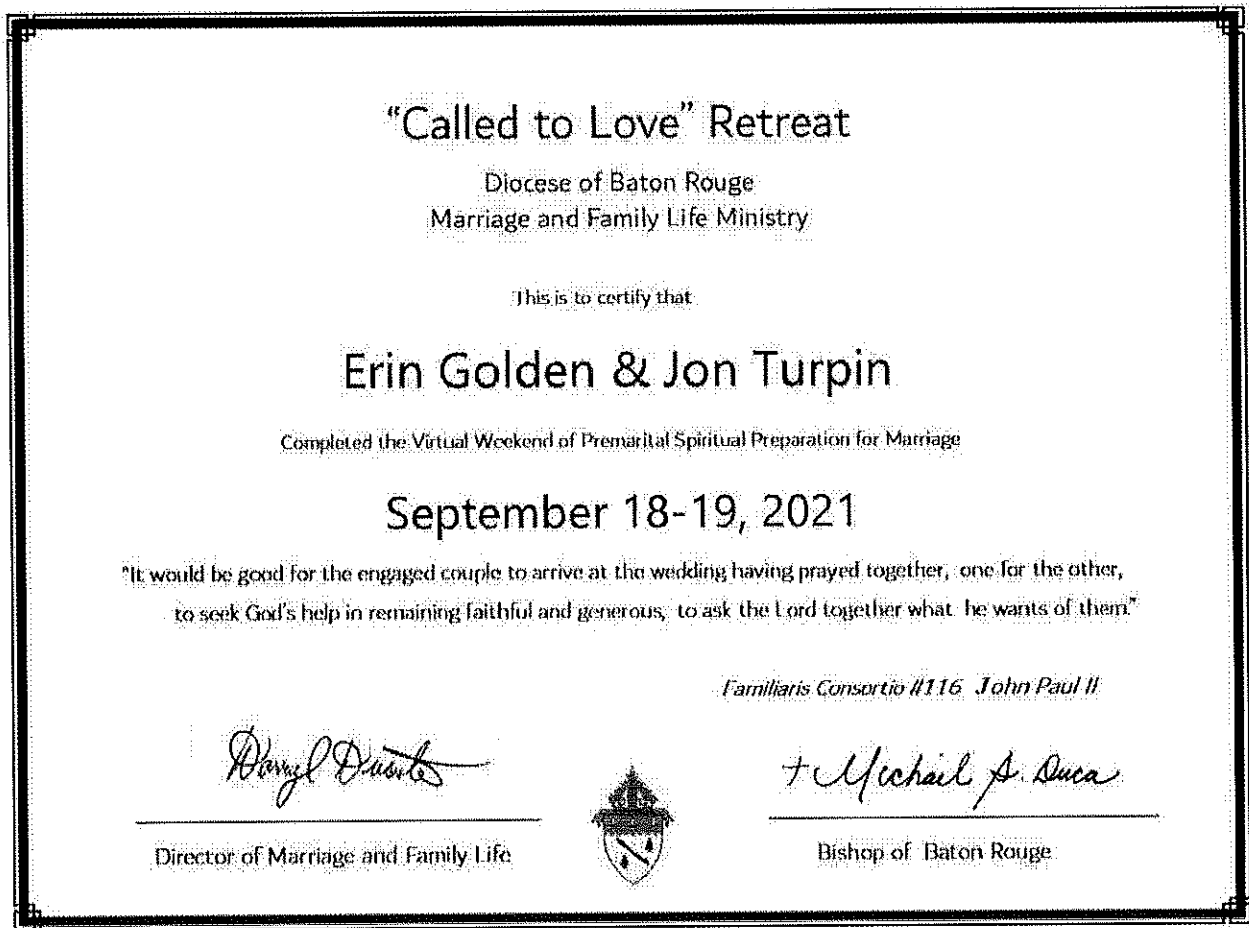 "Called to Love" Retreat
Diocese of Baton Rouge
Marriage and Family Life Ministry
This is to certify that
Erin Golden & Jon Turpin
Completed the Virtual Weekend of Premarital Spiritual Preparation for Marriage
September 18-19, 2021
"It would be good for the engaged couple to arrive at the wedding having prayed together, one for the other,
to seek God's help in remaining faithful and generous, to ask the Lord together what he wants of them."
Familiaris Consortio #116 John Paul II
Darryl
+ Michael G. Duca
Director of Marriage and Family Life
Bishop of Baton Rouge